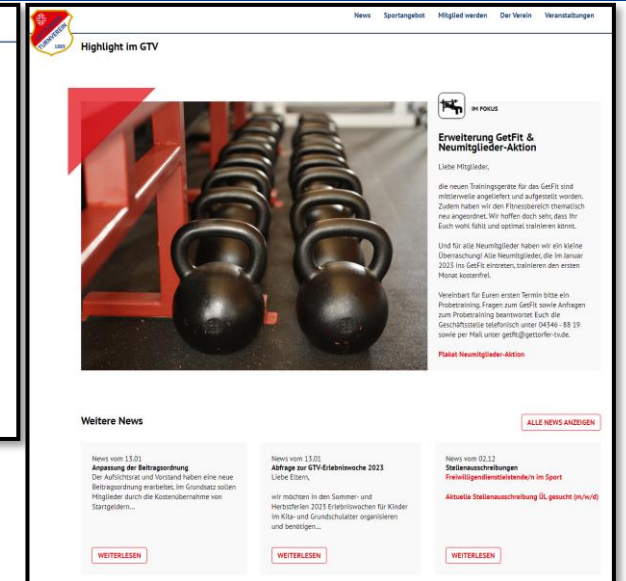 News Sportangebot Mitglied werden Der Verein Veranstaltungen
TURNVEREIN
1889
Highlight im GTV
IM FOKUS
Erweiterung GetFit &
Neumitglieder-Aktion
Liebe Mitglieder,
die neuen Trainingsgeräte für das GetFit sind
mittlerweile angeliefert und aufgestellt worden.
Zudem haben wir den Fitnessbereich thematisch
neu angeordnet. Wir hoffen doch sehr, dass Ihr
Euch wohl fühlt und optimal trainieren könnt.
Und für alle Neumitglieder haben wir ein kleine
Überraschung! Alle Neumitglieder, die im Januar
2023 ins GetFit eintreten, trainieren den ersten
Monat kostenfrei.
Vereinbart für Euren ersten Termin bitte ein
Probetraining. Fragen zum GetFit sowie Anfragen
zum Probetraining beantwortet Euch die
Geschäftsstelle telefonisch unter 04346 - 88 19
sowie per Mail unter getfit@gettorfer-tv.de.
Plakat Neumitglieder-Aktion
Weitere News
ALLE NEWS ANZEIGEN
News vom 13.01
Anpassung der Beitragsordnung
Der Aufsichtsrat und Vorstand haben eine neue
Beitragsordnung erarbeitet. Im Grundsatz sollen
Mitglieder durch die Kostenübernahme von
Startgeldern...
WEITERLESEN
News vom 13.01
Abfrage zur GTV-Erlebniswoche 2023
Liebe Eltern,
wir möchten in den Sommer- und
Herbstferien 2023 Erlebniswochen für Kinder
im Kita- und Grundschulalter organisieren
und benötigen...
WEITERLESEN
News vom 02.12
Stellenausschreibungen
Freiwilligendienstleistende/n im Sport
Aktuelle Stellenausschreibung ÜL gesucht (m/w/d)
WEITERLESEN